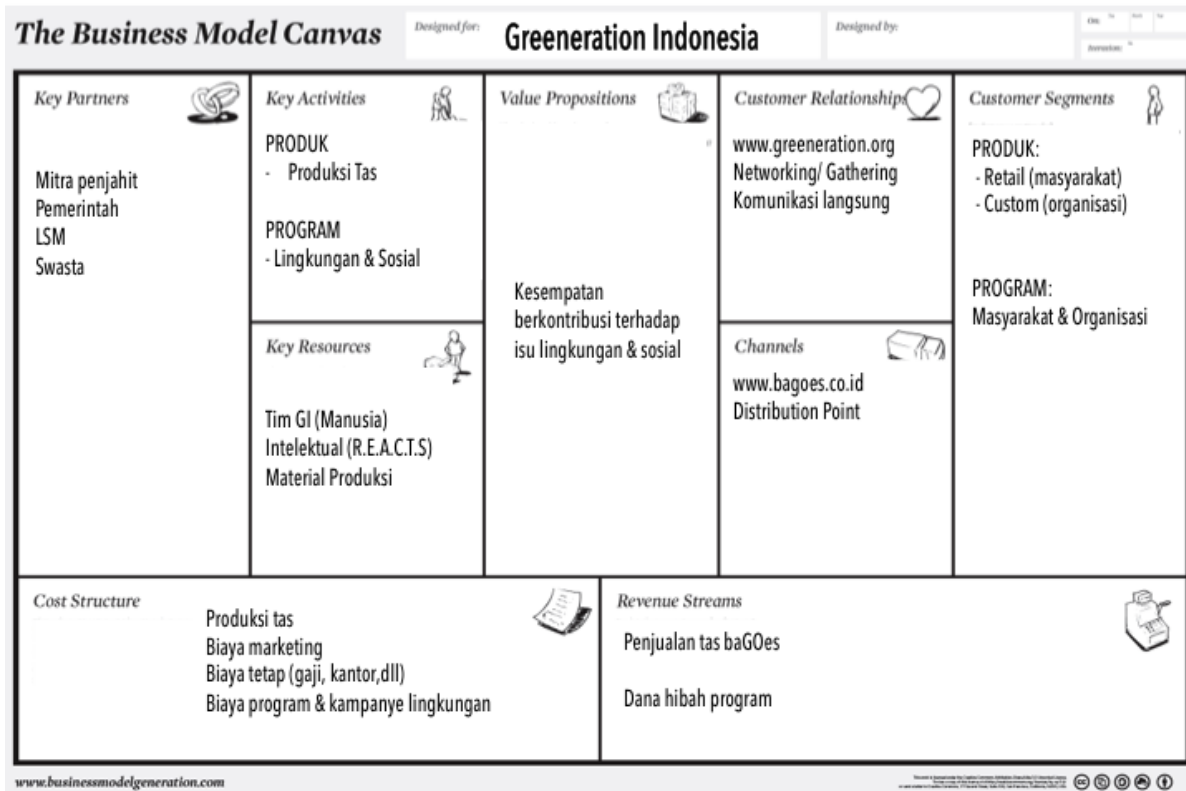 The Business Model Canvas
Designed for:
Greeneration Indonesia
Designed by:
On:
Iteration:
Key Partners
Mitra penjahit
Pemerintah
LSM
Swasta
Key Activities
PRODUK
- Produksi Tas
PROGRAM
- Lingkungan & Sosial
Key Resources
Tim GI (Manusia)
Intelektual (R.E.A.C.T.S)
Material Produksi
Value Propositions
Kesempatan
berkontribusi terhadap
isu lingkungan & sosial
Customer Relationships
www.greeneration.org
Networking/ Gathering
Komunikasi langsung
Channels
www.bagoes.co.id
Distribution Point
Customer Segments
PRODUK:
- Retail (masyarakat)
- Custom (organisasi)
PROGRAM:
Masyarakat & Organisasi
Cost Structure
Produksi tas
Biaya marketing
Biaya tetap (gaji, kantor,dll)
Biaya program & kampanye lingkungan
Revenue Streams
Penjualan tas baGOes
Dana hibah program
www.businessmodelgeneration.com